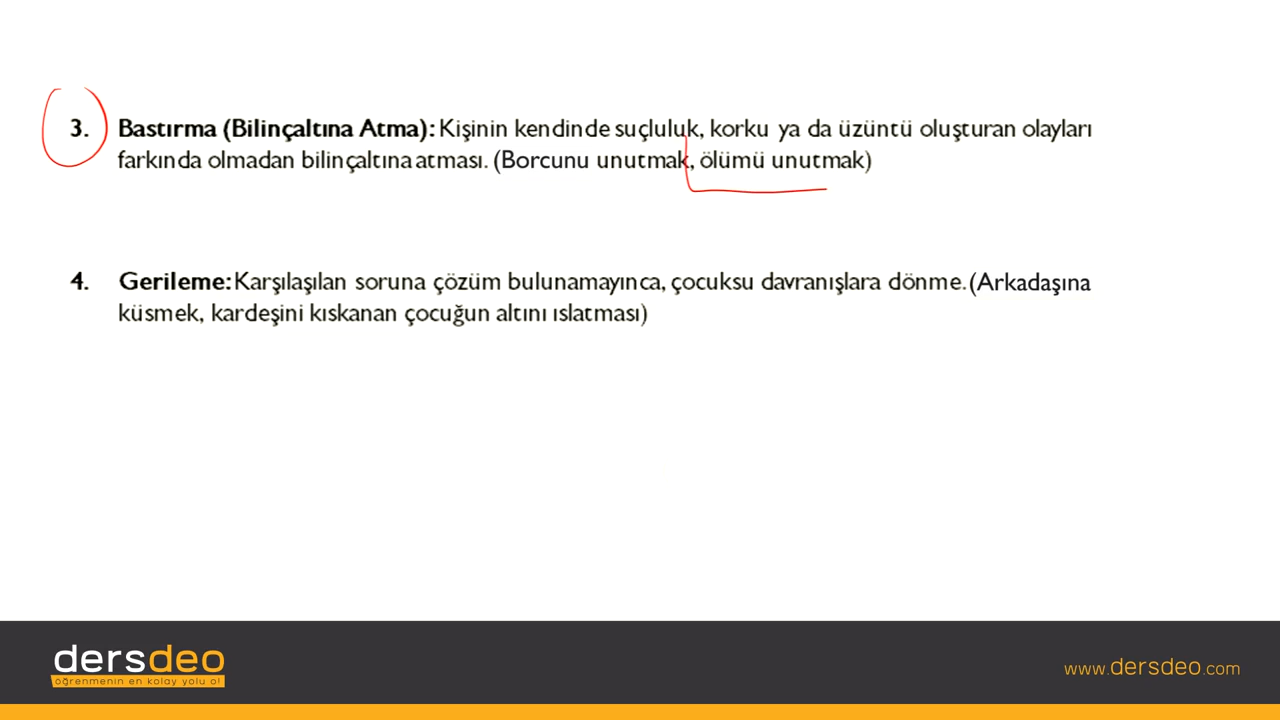 3. Bastırma (Bilinçaltına Atma): Kişinin kendinde suçluluk, korku ya da üzüntü oluşturan olayları
farkında olmadan bilinçaltına atması. (Borcunu unutmak, ölümü unutmak)
4. Gerileme: Karşılaşılan soruna çözüm bulunamayınca, çocuksu davranışlara dönme. (Arkadaşına
küsmek, kardeşini kıskanan çocuğun altını ıslatması)
dersdeo
öğrenmenin en kolay yolu o!
www.dersdeo.com